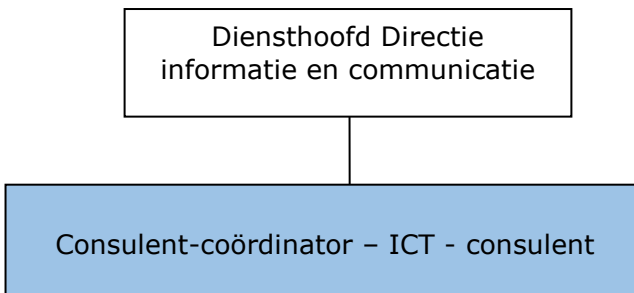 Diensthoofd Directie
informatie en communicatie
Consulent-coördinator – ICT - consulent